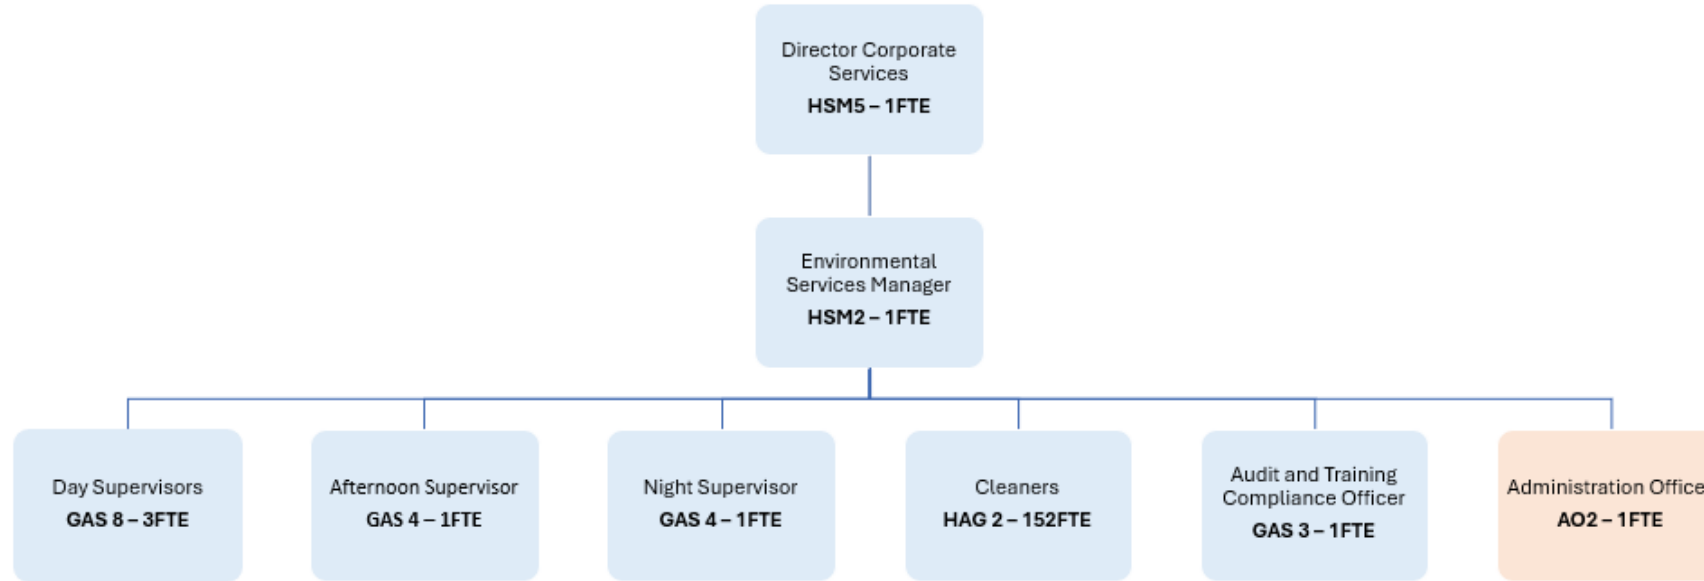 Director Corporate
Services
HSM5 – 1FTE
Environmental
Services Manager
HSM2 – 1FTE
Day Supervisors
GAS 8 – 3FTE
Afternoon Supervisor
GAS 4 – 1FTE
Night Supervisor
GAS 4 – 1FTE
Cleaners
HAG 2 – 152FTE
Audit and Training
Compliance Officer
GAS 3 – 1FTE
Administration Office
AO2 – 1FTE